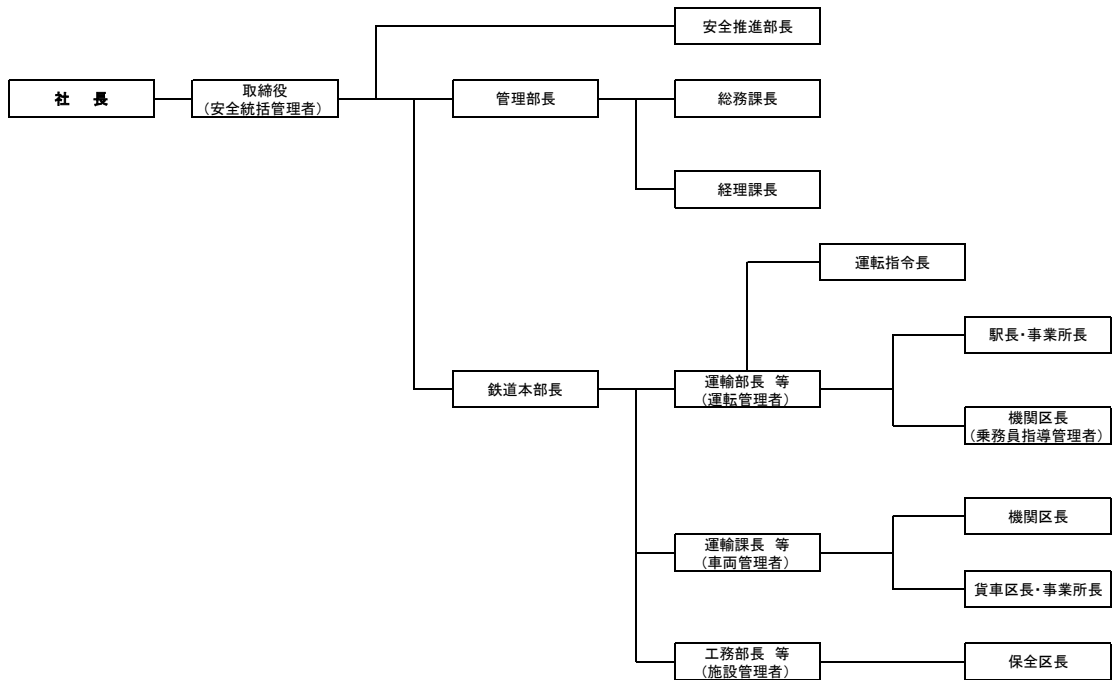 安全推進部長
社　長
取締役
（安全統括管理者）
管理部長
総務課長
経理課長
運転指令長
駅長・事業所長
鉄道本部長
運輸部長 等
（運転管理者）
機関区長
（乗務員指導管理者）
機関区長
運輸課長 等
（車両管理者）
貨車区長・事業所長
工務部長 等
（施設管理者）
保全区長